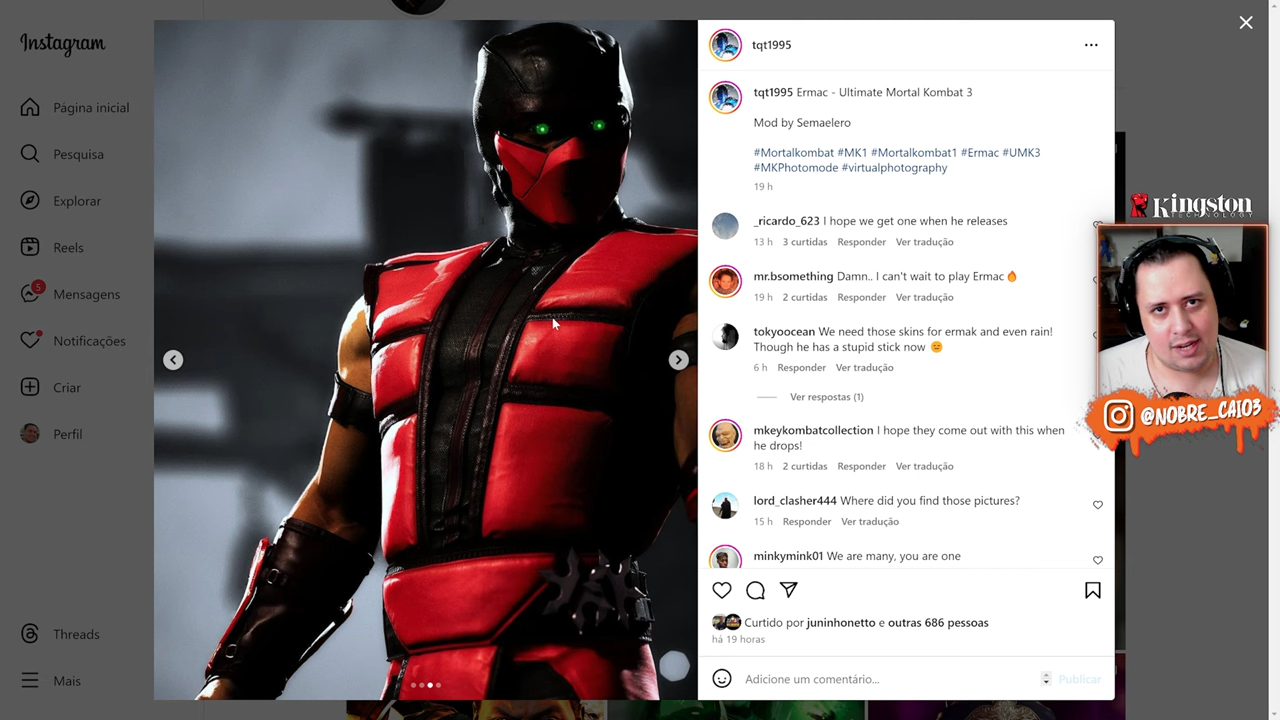 Instagram
Página inicial
Pesquisa
Explorar
Reels
5
Mensagens
Notificações
Criar
Perfil
Threads
Mais
tqt1995
tqt1995 Ermac - Ultimate Mortal Kombat 3
Mod by Semaelero
#Mortalkombat #MK1 #Mortalkombat1 #Ermac #UMK3
#MKPhotomode #virtualphotography
19 h
_ricardo_623 I hope we get one when he releases
13 h 3 curtidas Responder Ver tradução
mr.bsomething Damn.. I can't wait to play Ermac🔥
19 h 2 curtidas Responder Ver tradução
tokyoocean We need those skins for ermak and even rain!
Though he has a stupid stick now 😑
6 h Responder Ver tradução
Ver respostas (1)
mkeykombatcollection I hope they come out with this when
he drops!
18 h 2 curtidas Responder Ver tradução
lord_clasher444 Where did you find those pictures?
15 h Responder Ver tradução
minkymink01 We are many, you are one
Curtido por juninhonetto e outras 686 pessoas
há 19 horas
Adicione um comentário...
Publicar
Kingston
TECHNOLOGY
@NOBRE_CAIO3